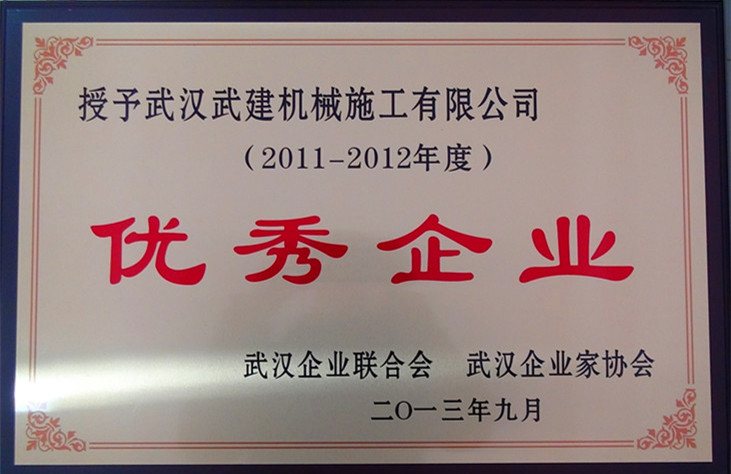 授予武汉武建机械施工有限公司
（2011-2012年度）
优秀企业
武汉企业联合会 武汉企业家协会
二O一三年九月